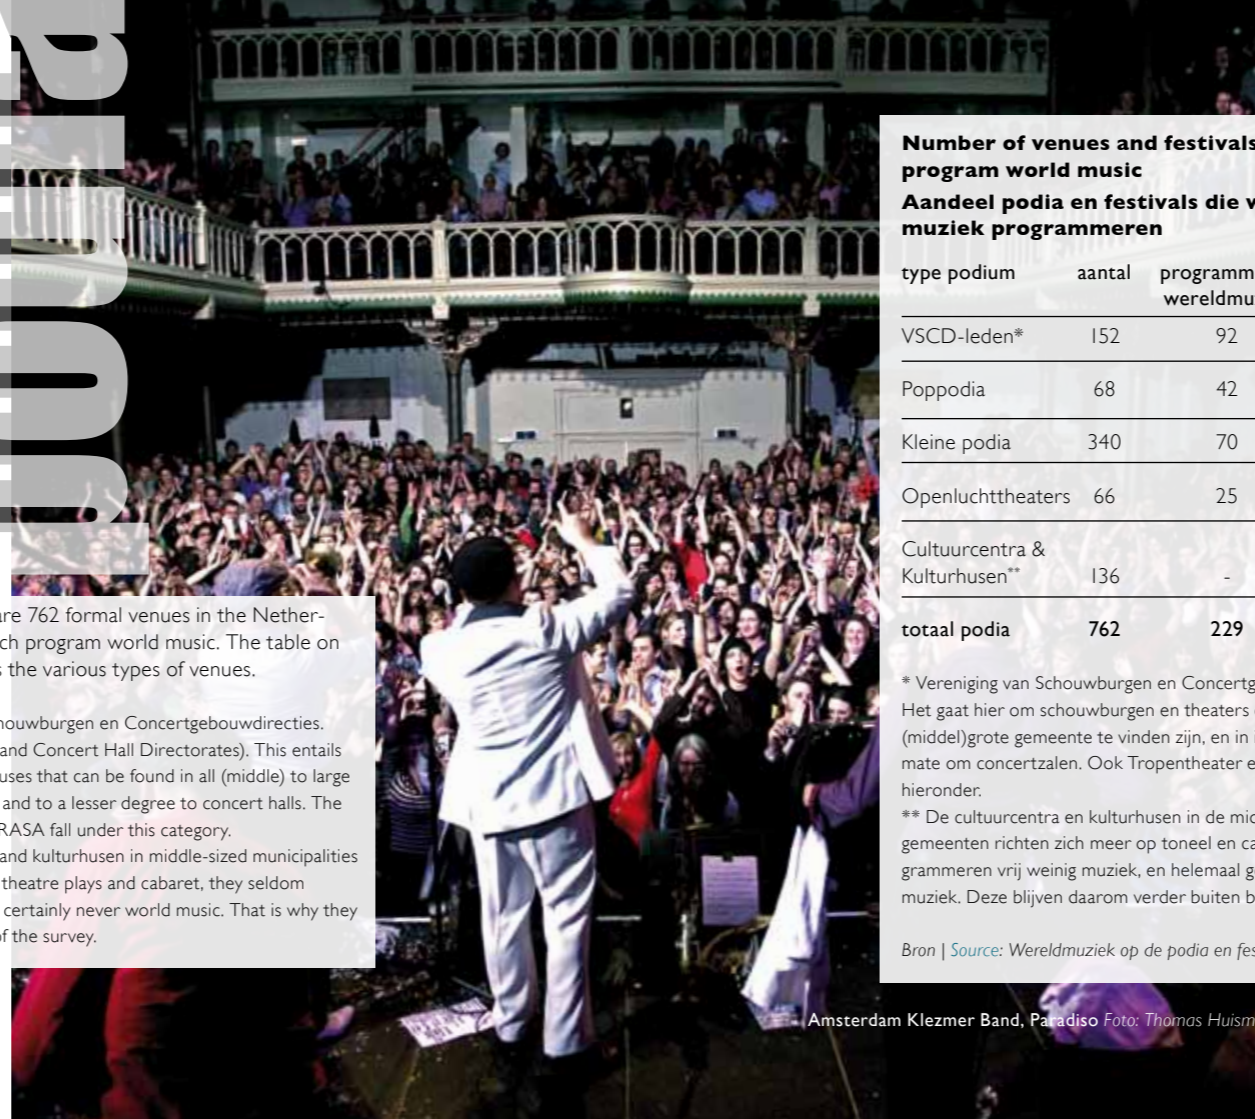 podia
are 762 formal venues in the Nether-
ch program world music. The table on
s the various types of venues.
houwburgen en Concertgebouwdirecties.
and Concert Hall Directorates). This entails
uses that can be found in all (middle) to large
and to a lesser degree to concert halls. The
RASA fall under this category.
and kulturhusen in middle-sized municipalities
theatre plays and cabaret, they seldom
certainly never world music. That is why they
of the survey.
Number of venues and festivals
program world music
Aandeel podia en festivals die w
muziek programmeren
type podium aantal programm
wereldmu
VSCD-leden* 152 92
Poppodia 68 42
Kleine podia 340 70
Openluchttheaters 66 25
Cultuurcentra &
Kulturhusen** 136 -
totaal podia 762 229
* Vereniging van Schouwburgen en Concertg
Het gaat hier om schouwburgen en theaters
(middel)grote gemeente te vinden zijn, en in
mate om concertzalen. Ook Tropentheater e
hieronder.
** De cultuurcentra en kulturhusen in de mid
gemeenten richten zich meer op toneel en ca
grammeren vrij weinig muziek, en helemaal g
muziek. Deze blijven daarom verder buiten b
Bron | Source: Wereldmuziek op de podia en fes
Amsterdam Klezmer Band, Paradiso Foto: Thomas Huism